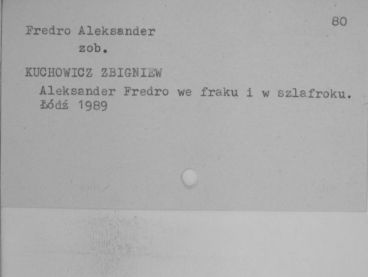 80
Fredro Aleksander
zob.
KUCHOWICZ ZBIGNIEW
Aleksander Fredro we fraku i w szlafroku.
Łódź 1989